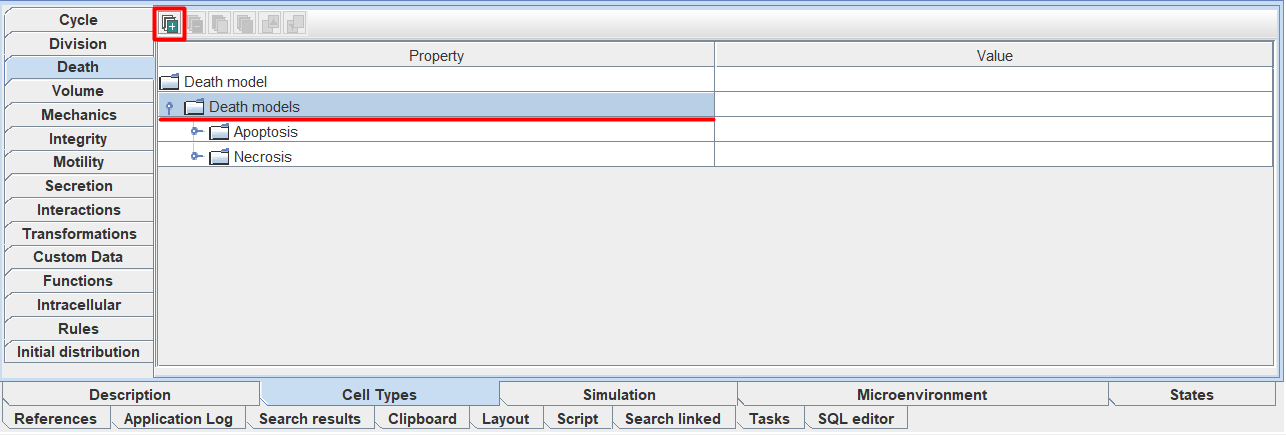 Cycle
Division
Death
Volume
Mechanics
Integrity
Motility
Secretion
Interactions
Transformations
Custom Data
Functions
Intracellular
Rules
Initial distribution
Property Value
Death model
Death models
Apoptosis
Necrosis
Description Cell Types Simulation Microenvironment States
References Application Log Search results Clipboard Layout Script Search linked Tasks SQL editor